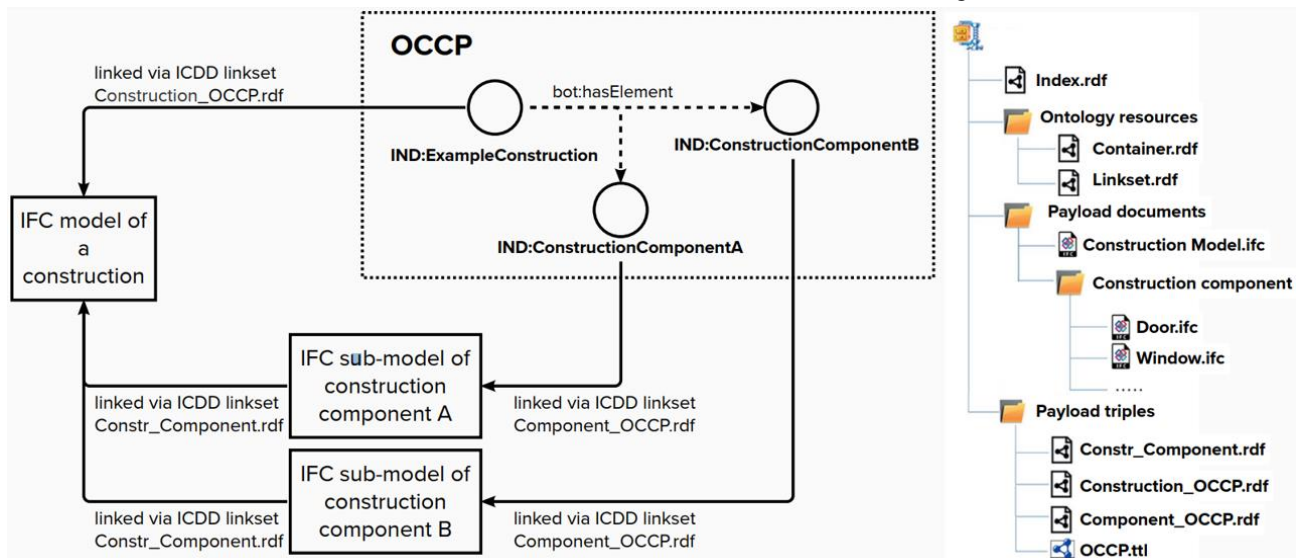 OCCP
linked via ICDD linkset
Construction_OCCP.rdf
bot:hasElement
IND:ExampleConstruction
IND:ConstructionComponentB
IND:ConstructionComponentA
IFC model of
a
construction
IFC sub-model of
construction
component A
linked via ICDD linkset
Constr_Component.rdf
linked via ICDD linkset
Component_OCCP.rdf
IFC sub-model of
construction
component B
linked via ICDD linkset
Constr_Component.rdf
linked via ICDD linkset
Component_OCCP.rdf
Index.rdf
Ontology resources
Container.rdf
Linkset.rdf
Payload documents
Construction Model.ifc
Construction component
Door.ifc
Window.ifc
.....
Payload triples
Constr_Component.rdf
Construction_OCCP.rdf
Component_OCCP.rdf
OCCP.ttl